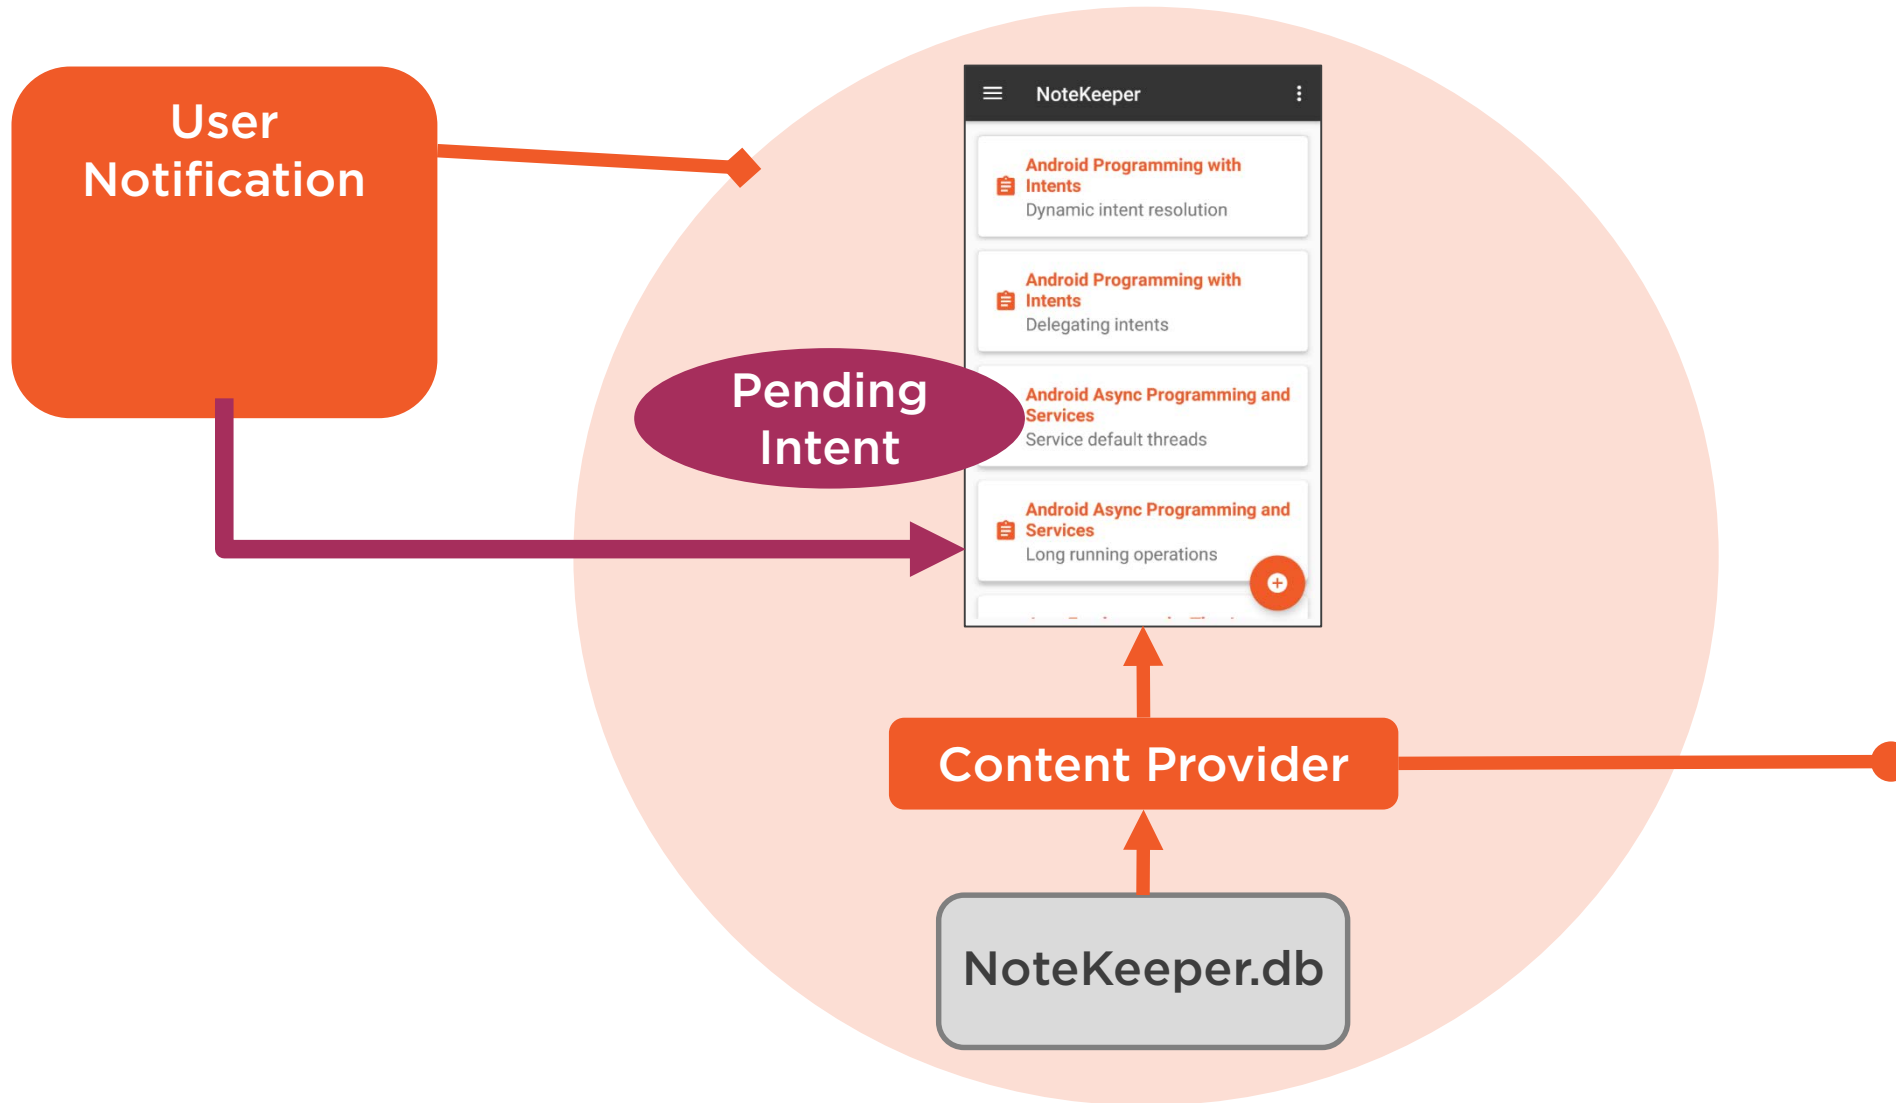 User
Notification
NoteKeeper
Android Programming with
Intents
Dynamic intent resolution
Android Programming with
Intents
Delegating intents
Pending
Intent
Android Async Programming and
Services
Service default threads
Android Async Programming and
Services
Long running operations
Content Provider
NoteKeeper.db